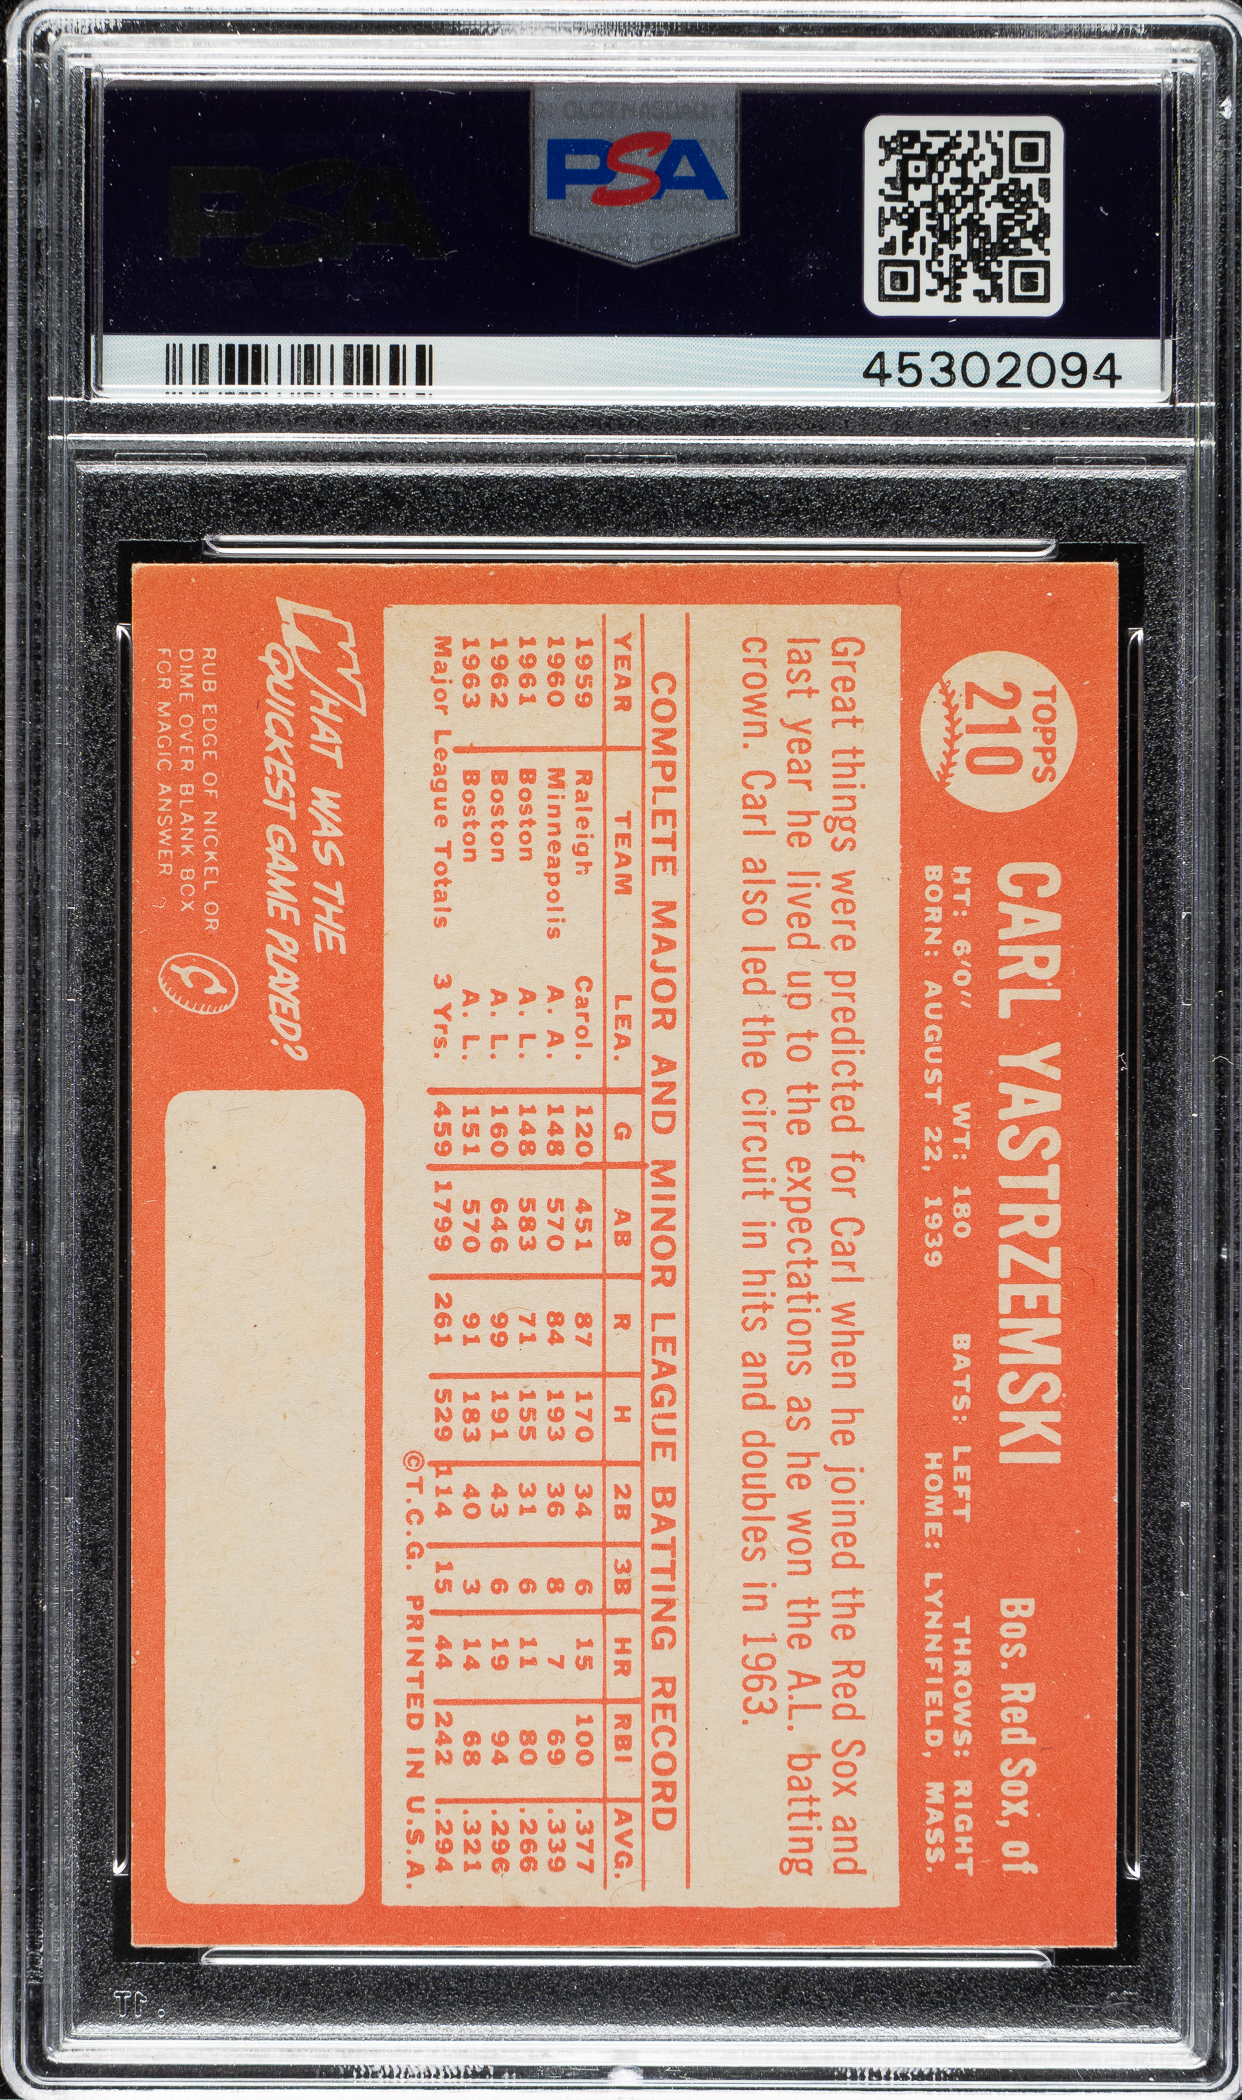 PSA
PSA
45302094
TOPPS
210
CARL YASTRZEMSKI
Bos. Red Sox, of
HT: 6'0" WT: 180 BATS: LEFT THROWS: RIGHT
BORN: AUGUST 22, 1939 HOME: LYNNFIELD, MASS.
Great things were predicted for Carl when he joined the Red Sox and
last year he lived up to the expectations as he won the A.L. batting
crown. Carl also led the circuit in hits and doubles in 1963.
COMPLETE MAJOR AND MINOR LEAGUE BATTING RECORD
YEAR TEAM LEA. G AB R H 2B 3B HR RBI AVG.
1959 Raleigh Carol. 120 451 87 170 34 6 15 100 .377
1960 Minneapolis A. A. 148 570 84 193 36 8 7 69 .339
1961 Boston A. L. 148 583 71 155 31 6 11 80 .266
1962 Boston A. L. 160 646 99 191 43 6 19 94 .296
1963 Boston A. L. 151 570 91 183 40 3 14 68 .321
Major League Totals 3 Yrs. 459 1799 261 529 114 15 44 242 .294
©T.C.G. PRINTED IN U.S.A.
WHAT WAS THE
QUICKEST GAME PLAYED?
RUB EDGE OF NICKEL OR
DIME OVER BLANK BOX
FOR MAGIC ANSWER
C